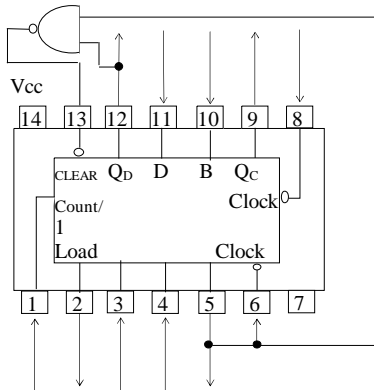 Vcc
14 13 12 11 10 9 8
CLEAR QD D B QC
Count/
1
Clock
Load Clock
1 2 3 4 5 6 7